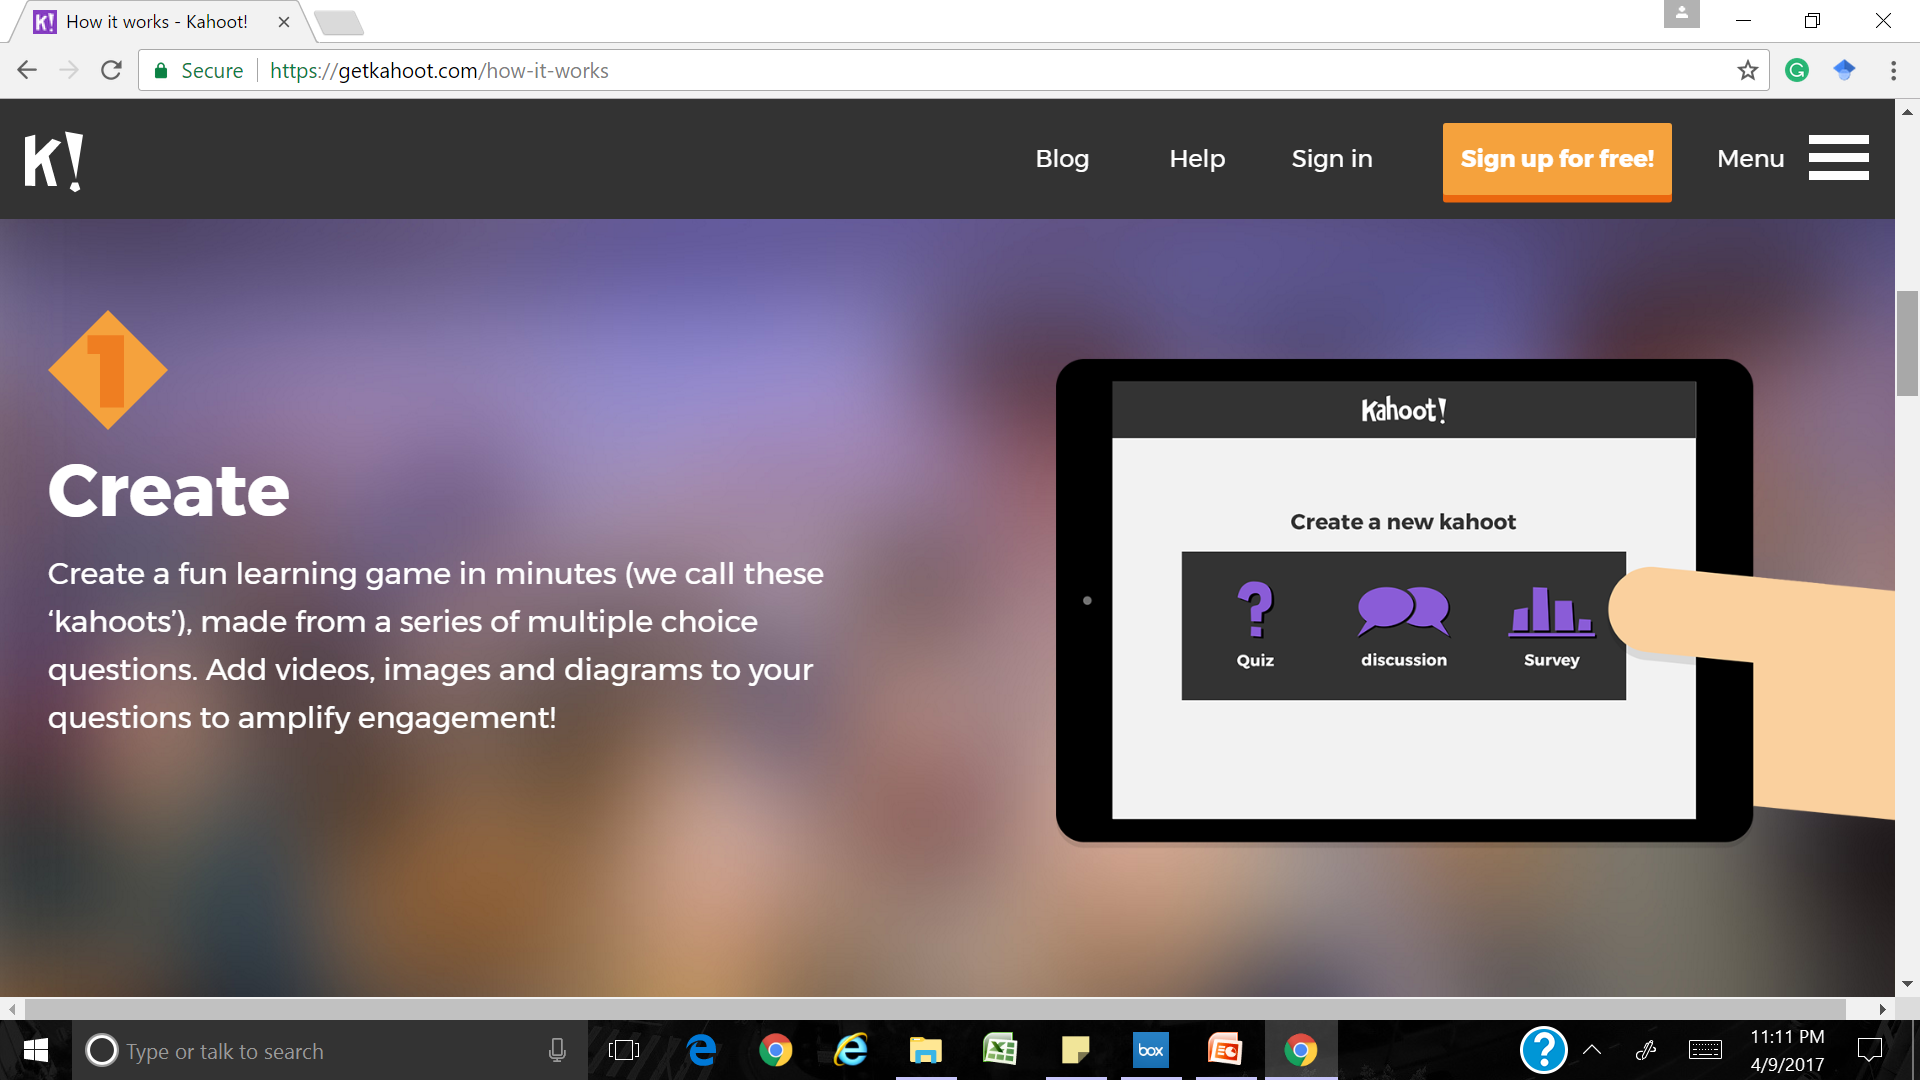 K! How it works - Kahoot!
Secure https://getkahoot.com/how-it-works
K!
Blog Help Sign in Sign up for free! Menu
1
Create
Create a fun learning game in minutes (we call these
‘kahoots’), made from a series of multiple choice
questions. Add videos, images and diagrams to your
questions to amplify engagement!
Kahoot!
Create a new kahoot
Quiz discussion Survey
Type or talk to search
box
11:11 PM
4/9/2017